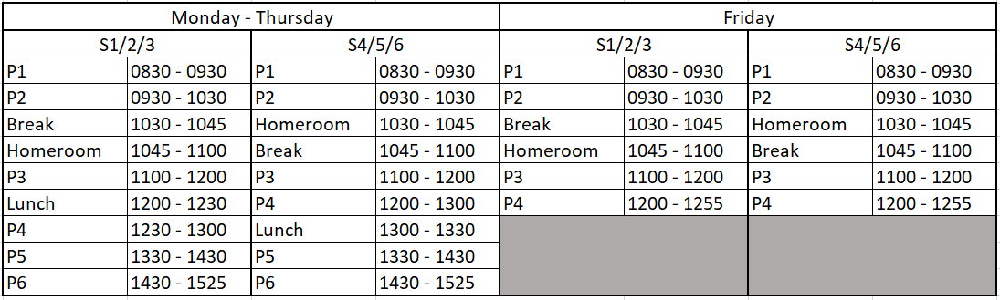 Monday - Thursday Friday
S1/2/3 S4/5/6 S1/2/3 S4/5/6
P1 0830 - 0930 P1 0830 - 0930 P1 0830 - 0930 P1 0830 - 0930
P2 0930 - 1030 P2 0930 - 1030 P2 0930 - 1030 P2 0930 - 1030
Break 1030 - 1045 Homeroom 1030 - 1045 Break 1030 - 1045 Homeroom 1030 - 1045
Homeroom 1045 - 1100 Break 1045 - 1100 Homeroom 1045 - 1100 Break 1045 - 1100
P3 1100 - 1200 P3 1100 - 1200 P3 1100 - 1200 P3 1100 - 1200
Lunch 1200 - 1230 P4 1200 - 1300 P4 1200 - 1255 P4 1200 - 1255
P4 1230 - 1300 Lunch 1300 - 1330
P5 1330 - 1430 P5 1330 - 1430
P6 1430 - 1525 P6 1430 - 1525